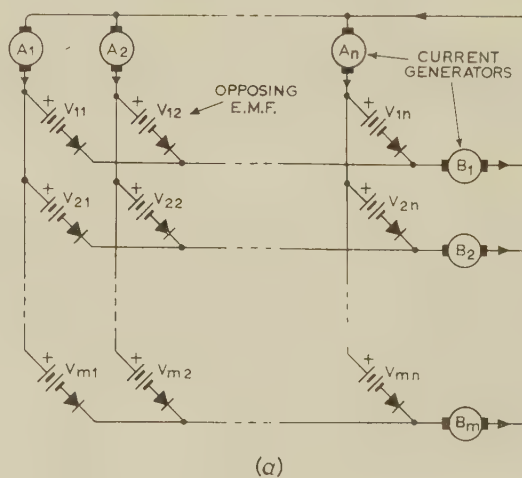 A1 A2 An
CURRENT
GENERATORS
OPPOSING
E.M.F.
+ V11 + V12 + V1n
B1
+ V21 + V22 + V2n
B2
+ Vm1 + Vm2 + Vmn
Bm
(a)